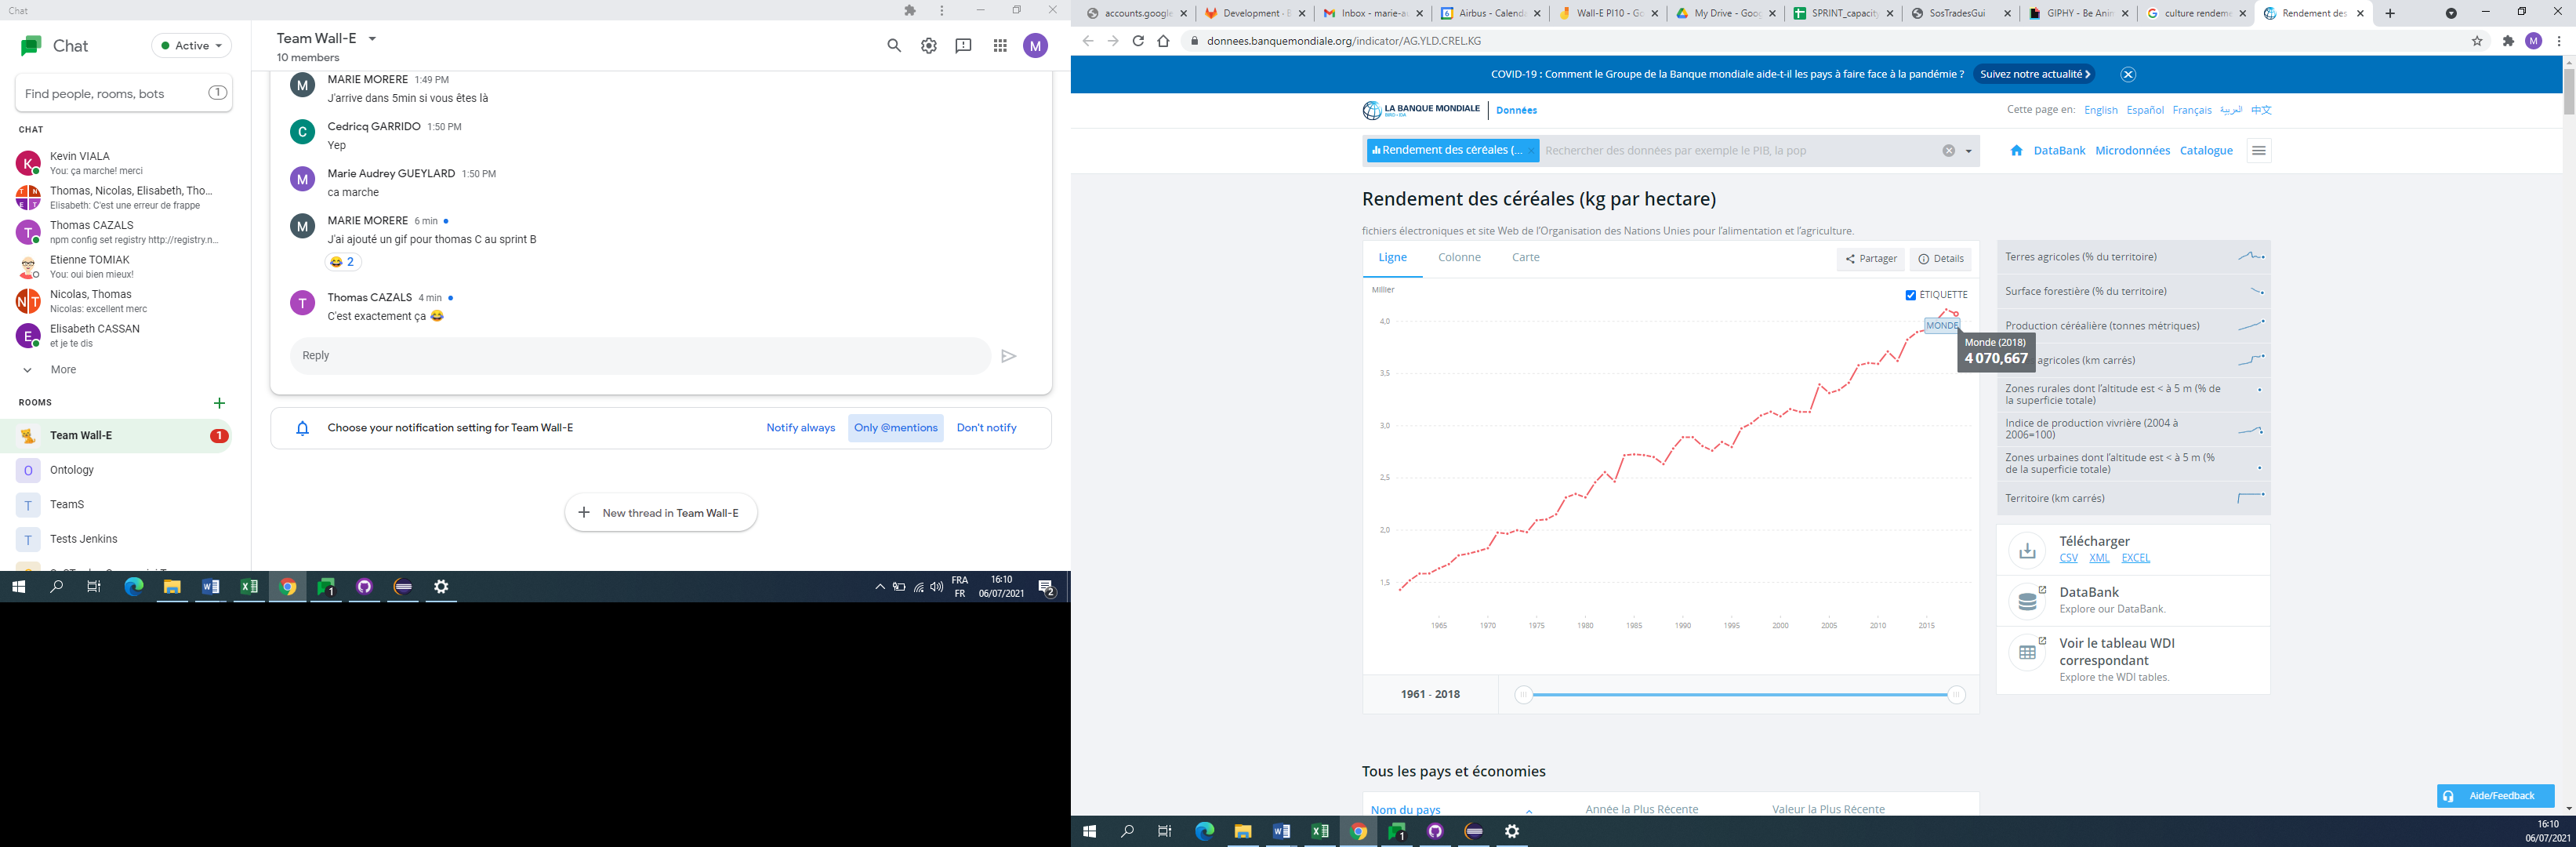 Chat
Chat
Active
Find people, rooms, bots
1
CHAT
Kevin VIALA
You: ça marche! merci
Thomas, Nicolas, Elisabeth, Tho...
Elisabeth: C'est une erreur de frappe
Thomas CAZALS
npm config set registry http://registry.n...
Etienne TOMIAK
You: oui bien mieux!
Nicolas, Thomas
Nicolas: excellent merc
Elisabeth CASSAN
et je te dis
More
ROOMS
Team Wall-E
1
Ontology
TeamS
Tests Jenkins
Team Wall-E
10 members
M
MARIE MORERE 1:49 PM
J'arrive dans 5min si vous êtes là
Cedricq GARRIDO 1:50 PM
Yep
Marie Audrey GUEYLARD 1:50 PM
ca marche
MARIE MORERE 6 min
J'ai ajouté un gif pour thomas C au sprint B
😂 2
Thomas CAZALS 4 min
C'est exactement ça 😂
Reply
Choose your notification setting for Team Wall-E
Notify always
Only @mentions
Don't notify
New thread in Team Wall-E
FRA
FR
16:10
06/07/2021
2
accounts.google
Development - B
Inbox - marie-au
Airbus - Calenda
Wall-E PI10 - Go
My Drive - Goog
SPRINT_capacity
SosTradesGui
GIPHY - Be Anim
culture rendeme
Rendement des
donnees.banquemondiale.org/indicator/AG.YLD.CREL.KG
COVID-19 : Comment le Groupe de la Banque mondiale aide-t-il les pays à faire face à la pandémie ?
Suivez notre actualité
LA BANQUE MONDIALE
BIRD • IDA
Données
Cette page en: English Español Français العربية 中文
Rendement des céréales (...
Rechercher des données par exemple le PIB, la pop
DataBank Microdonnées Catalogue
Rendement des céréales (kg par hectare)
fichiers électroniques et site Web de l'Organisation des Nations Unies pour l'alimentation et l'agriculture.
Ligne
Colonne
Carte
Partager
Details
Millier
ÉTIQUETTE
4,0
3,5
3,0
2,5
2,0
1,5
MONDE
Monde (2018)
4 070,667
1965
1970
1975
1980
1985
1990
1995
2000
2005
2010
2015
1961 - 2018
Terres agricoles (% du territoire)
Surface forestière (% du territoire)
Production céréalière (tonnes métriques)
agricoles (km carrés)
Zones rurales dont l'altitude est < à 5 m (% de
la superficie totale)
Indice de production vivrière (2004 à
2006=100)
Zones urbaines dont l'altitude est < à 5 m (%
de la superficie totale)
Territoire (km carrés)
Télécharger
CSV XML EXCEL
DataBank
Explore our DataBank.
Voir le tableau WDI
correspondant
Explore the WDI tables.
Tous les pays et économies
Nom du pays
Année la Plus Récente
Valeur la Plus Récente
Aide/Feedback
16:10
06/07/2021